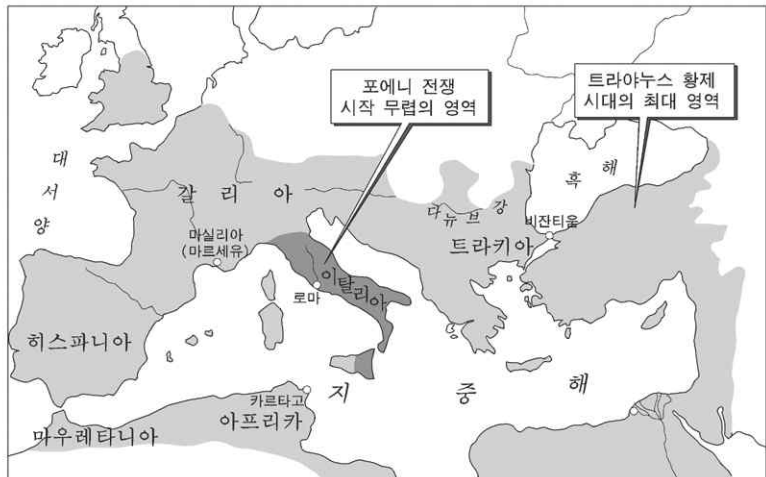 포에니 전쟁
시작 무렵의 영역
트라야누스 황제
시대의 최대 영역
대서양
갈리아
흑해
다뉴브 강
비잔티움
트라키아
마실리아
(마르세유)
이탈리아
로마
히스파니아
지중해
카르타고
아프리카
마우레타니아